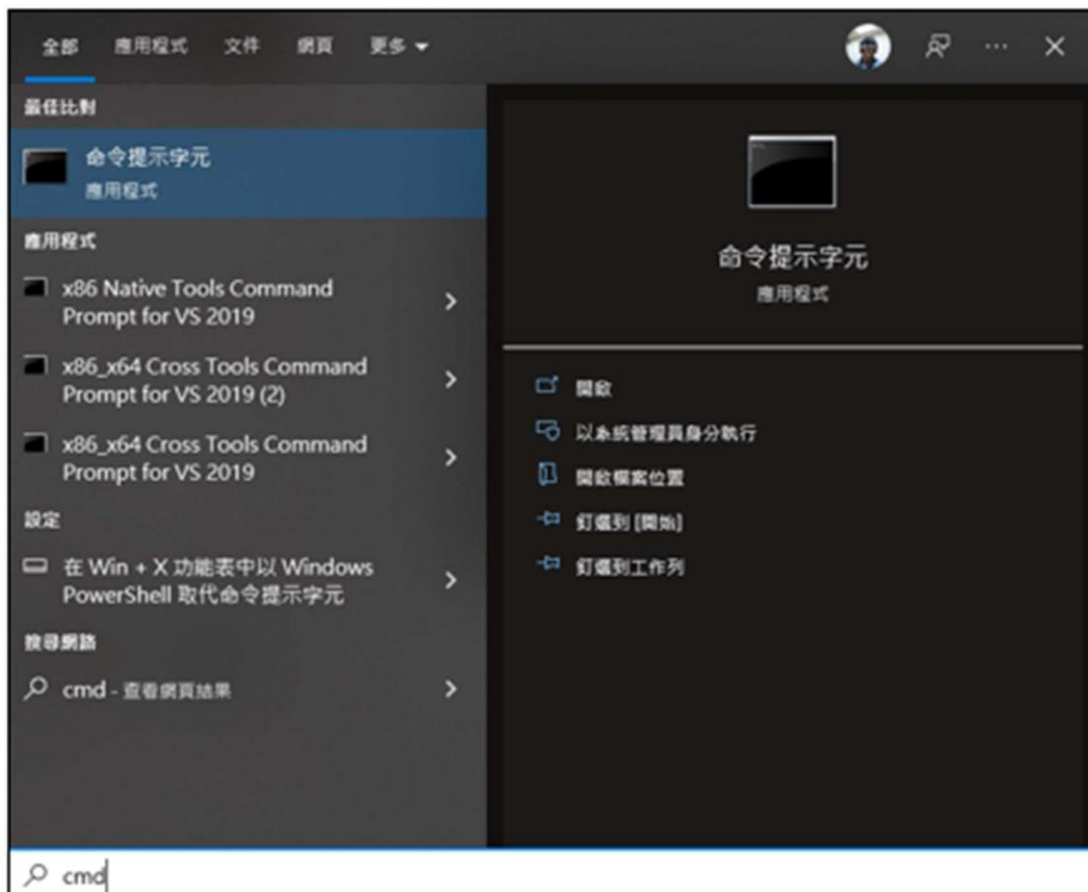 全部 應用程式 文件 網頁 更多
最佳比對
命令提示字元
應用程式
應用程式
x86 Native Tools Command
Prompt for VS 2019
x86_x64 Cross Tools Command
Prompt for VS 2019 (2)
x86_x64 Cross Tools Command
Prompt for VS 2019
設定
在 Win + X 功能表中以 Windows
PowerShell 取代命令提示字元
搜尋網路
cmd - 查看網頁結果
命令提示字元
應用程式
開啟
以系統管理員身分執行
開啟檔案位置
釘選到 [開始]
釘選到工作列
cmd